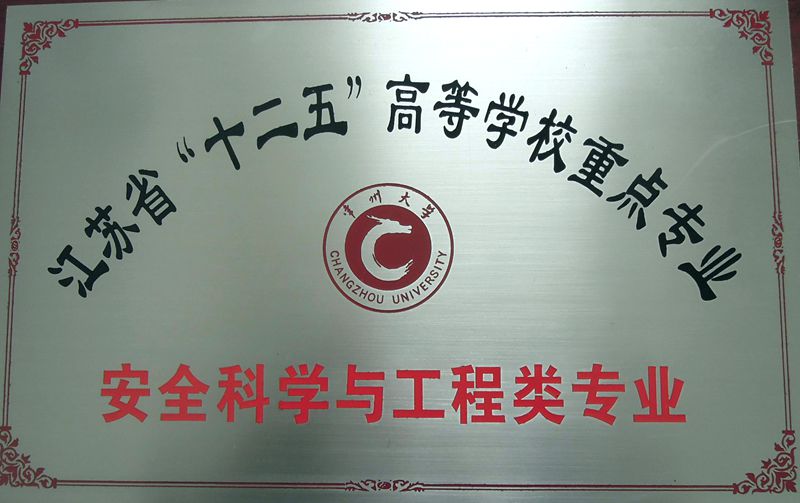 江苏省“十二五”高等学校重点专业
常州大学
CHANGZHOU UNIVERSITY
安全科学与工程类专业